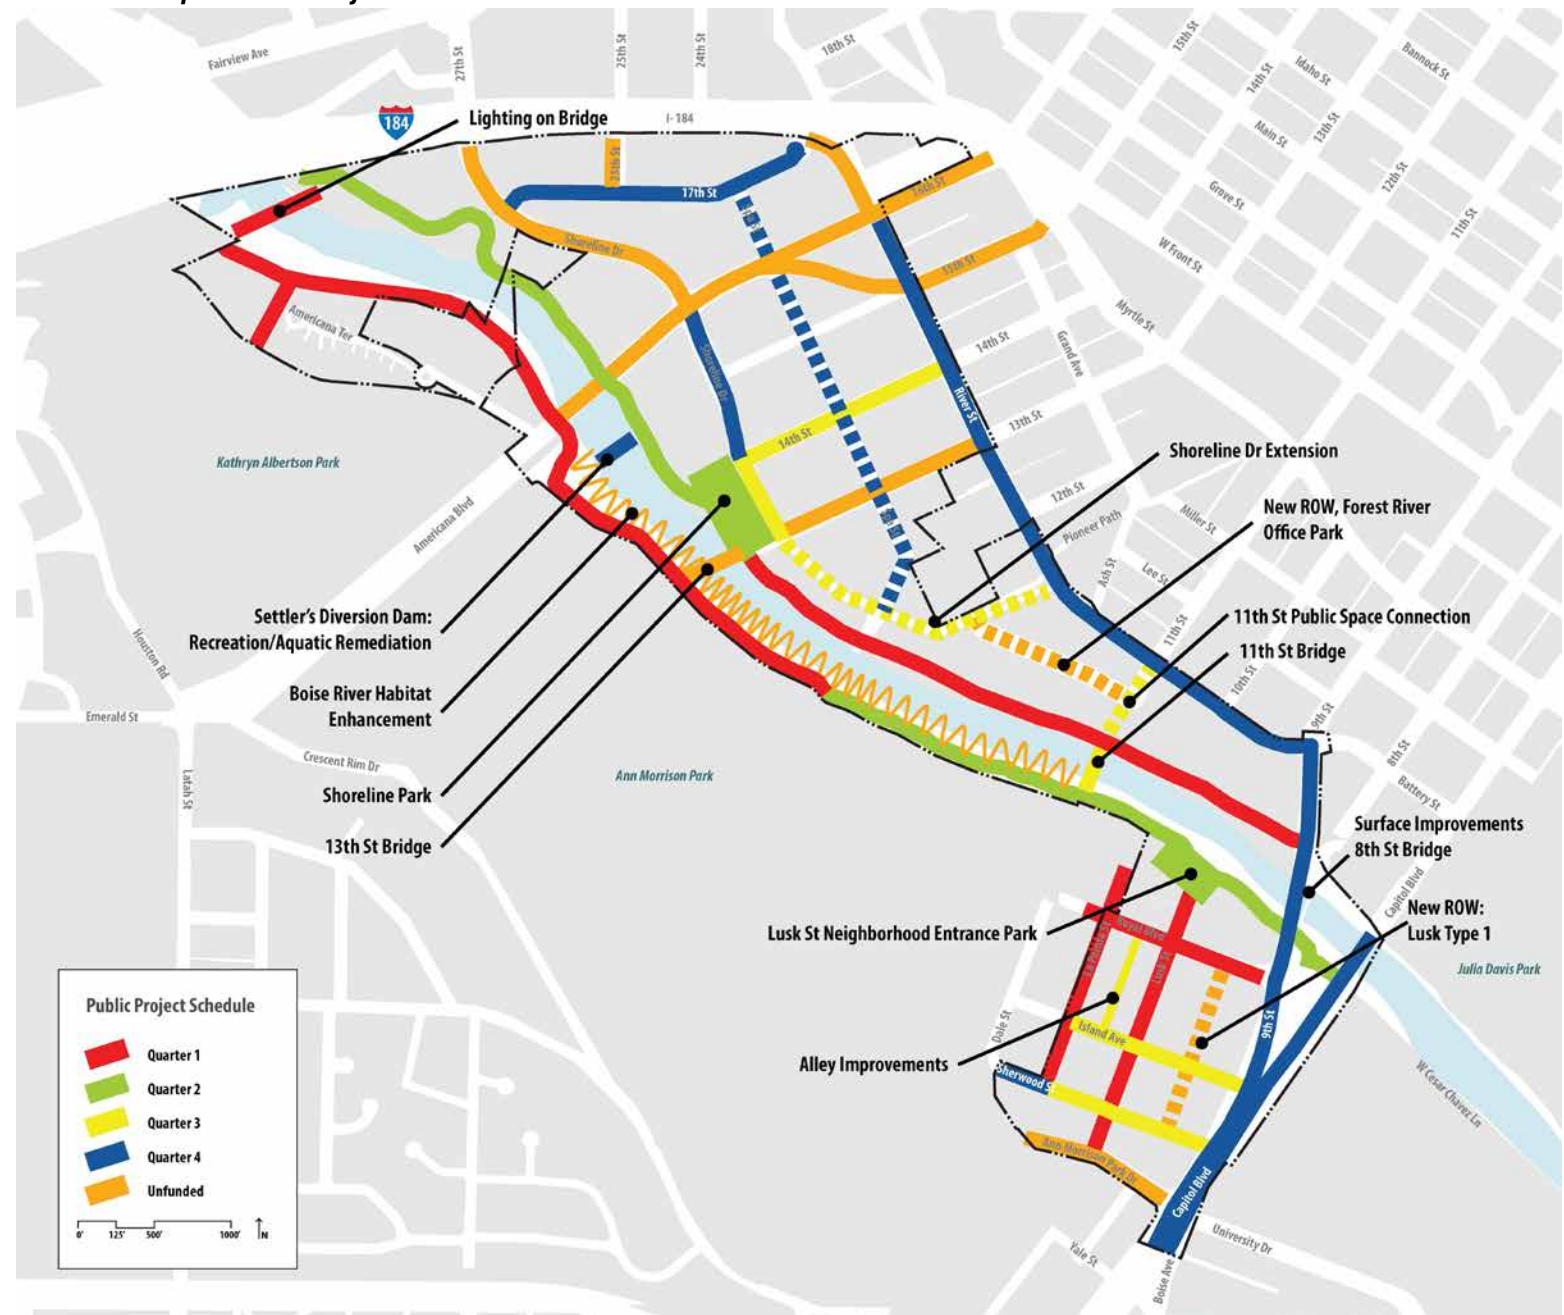 Fairview Ave
27th St
25th St
24th St
18th St
15th St
Bannock St
Idaho St
14th St
Main St
13th St
12th St
Grove St
11th St
W Front St
Myrtle St
Grand Ave
184
Lighting on Bridge
I-184
25th St
17th St
16th St
15th St
Shoreline Dr
Americana Ter
Shoreline Dr
14th St
River St
14th St
13th St
12th St
Pioneer Path
Miller St
Lee St
Ash St
11th St
10th St
9th St
8th St
Battery St
Kathryn Albertson Park
Americana Blvd
Shoreline Dr Extension
New ROW, Forest River
Office Park
11th St Public Space Connection
11th St Bridge
Settler's Diversion Dam:
Recreation/Aquatic Remediation
Boise River Habitat
Enhancement
Shoreline Park
13th St Bridge
Houston Rd
Emerald St
Crescent Rim Dr
Latah St
Ann Morrison Park
Surface Improvements
8th St Bridge
Capitol Blvd
New ROW:
Lusk Type 1
Julia Davis Park
Lusk St Neighborhood Entrance Park
Royal Blvd
La Pointe St
Lusk St
Island Ave
Dale St
9th St
Alley Improvements
Sherwood S
Ann Morrison Park Dr
Capitol Blvd
W Cesar Chavez Ln
University Dr
Yale St
Boise Ave
Public Project Schedule
Quarter 1
Quarter 2
Quarter 3
Quarter 4
Unfunded
0' 125' 500' 1000' N